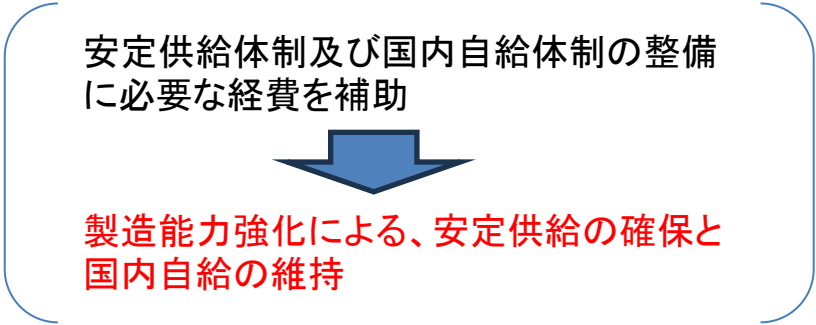 安定供給体制及び国内自給体制の整備
に必要な経費を補助
製造能力強化による、安定供給の確保と
国内自給の維持